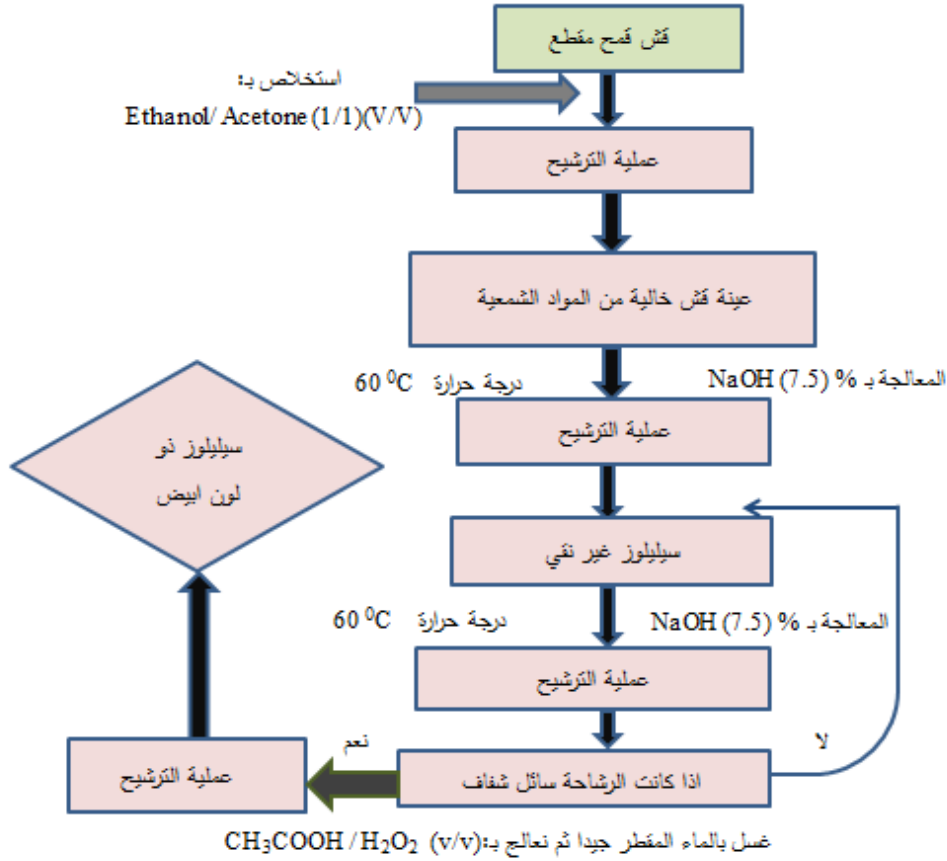 قش قمح مقطع
استخلاص بـ:
Ethanol/ Acetone (1/1)(V/V)
عملية الترشيح
عينة قش خالية من المواد الشمعية
المعالجة بـ % NaOH (7.5)
درجة حرارة 60 ⁰C
عملية الترشيح
سيليلوز غير نقي
المعالجة بـ % NaOH (7.5)
درجة حرارة 60 ⁰C
عملية الترشيح
اذا كانت الرشاحة سائل شفاف
لا
نعم
عملية الترشيح
سيليلوز ذو
لون ابيض
غسل بالماء المقطر جيدا ثم نعالج بـ:CH₃COOH / H₂O₂ (v/v)